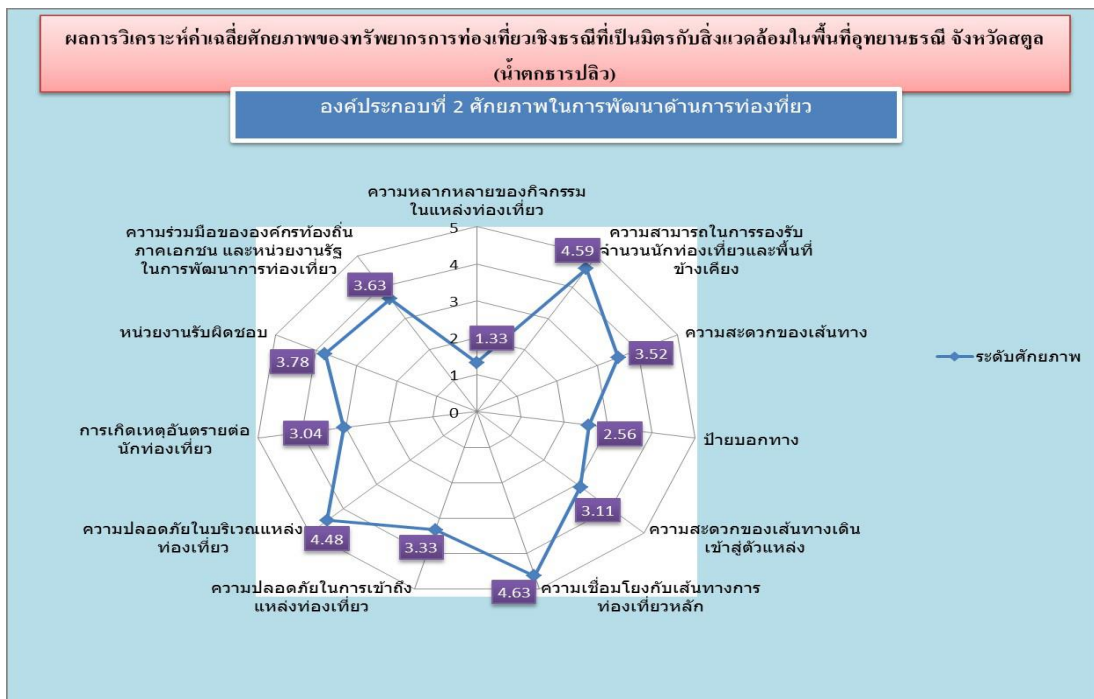 ผลการวิเคราะห์ค่าเฉลี่ยศักยภาพของทรัพยากรการท่องเที่ยวเชิงธรณีที่เป็นมิตรกับสิ่งแวดล้อมในพื้นที่อุทยานธรณี จังหวัดสตูล
(น้ำตกธารปลิว)
องค์ประกอบที่ 2 ศักยภาพในการพัฒนาด้านการท่องที่ยว
ความหลากหลายของกิจกรรม
ในแหล่งท่องเที่ยว
ความสามารถในการรองรับ
จำนวนนักท่องเที่ยวและพื้นที่
ข้างเคียง
4.59
ความสะดวกของเส้นทาง
3.52
ป้ายบอกทาง
2.56
ความสะดวกของเส้นทางเดิน
เข้าสู่ตัวแหล่ง
3.11
ความเชื่อมโยงกับเส้นทางการ
ท่องเที่ยวหลัก
4.63
ความปลอดภัยในการเข้าถึง
แหล่งท่องเที่ยว
3.33
ความปลอดภัยในบริเวณแหล่ง
ท่องเที่ยว
4.48
การเกิดเหตุอันตรายต่อ
นักท่องเที่ยว
3.04
หน่วยงานรับผิดชอบ
3.78
ความร่วมมือขององค์กรท้องถิ่น
ภาคเอกชน และหน่วยงานรัฐ
ในการพัฒนาการท่องเที่ยว
3.63
1.33
5
4
3
2
1
0
ระดับศักยภาพ